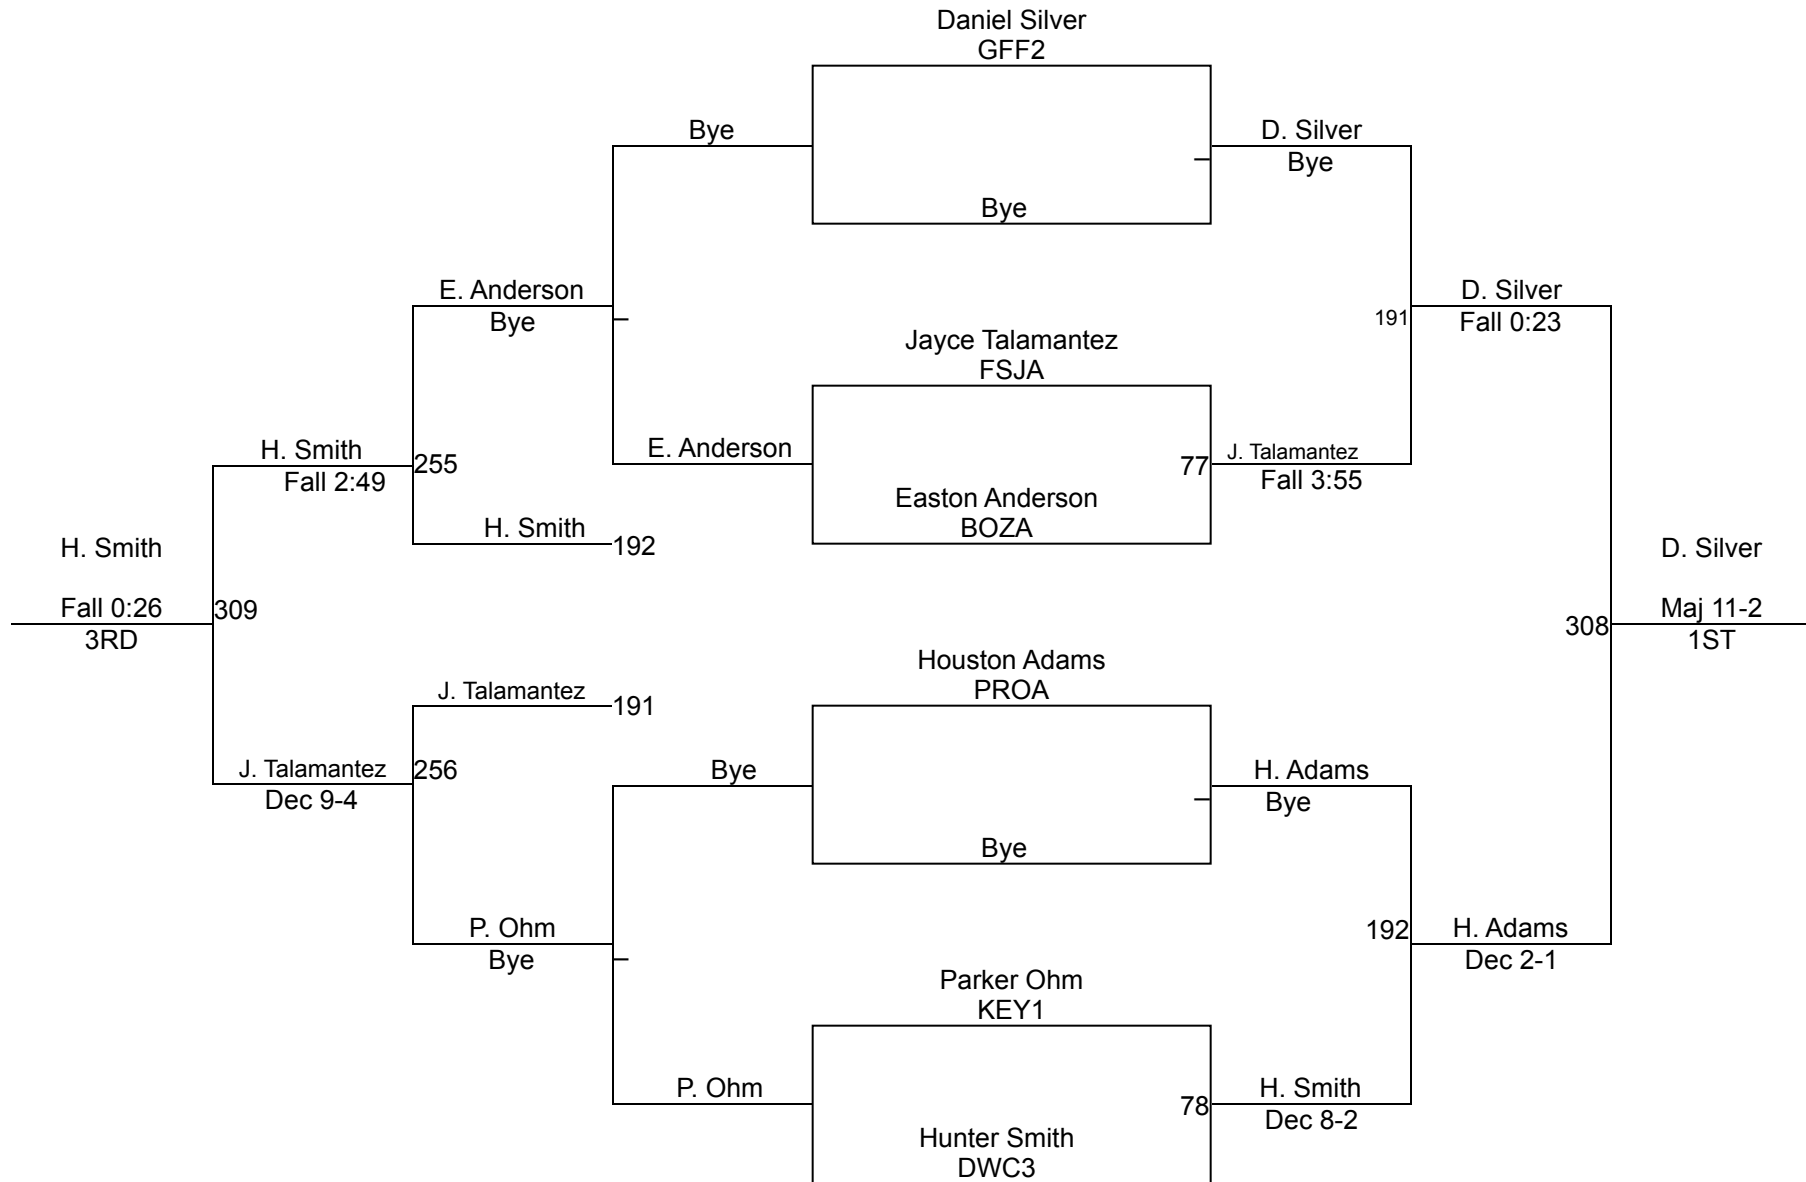 Daniel Silver
GFF2
Bye
D. Silver
Bye
Bye
E. Anderson
Bye
D. Silver
191
Fall 0:23
Jayce Talamantez
FSJA
E. Anderson
77
J. Talamantez
Fall 3:55
H. Smith
255
Fall 2:49
Easton Anderson
BOZA
H. Smith
192
H. Smith
Fall 0:26
309
3RD
D. Silver
308
Maj 11-2
1ST
Houston Adams
PROA
J. Talamantez
191
Bye
H. Adams
Bye
J. Talamantez
256
Dec 9-4
Bye
P. Ohm
Bye
192
H. Adams
Dec 2-1
Parker Ohm
KEY1
P. Ohm
78
H. Smith
Dec 8-2
Hunter Smith
DWC3